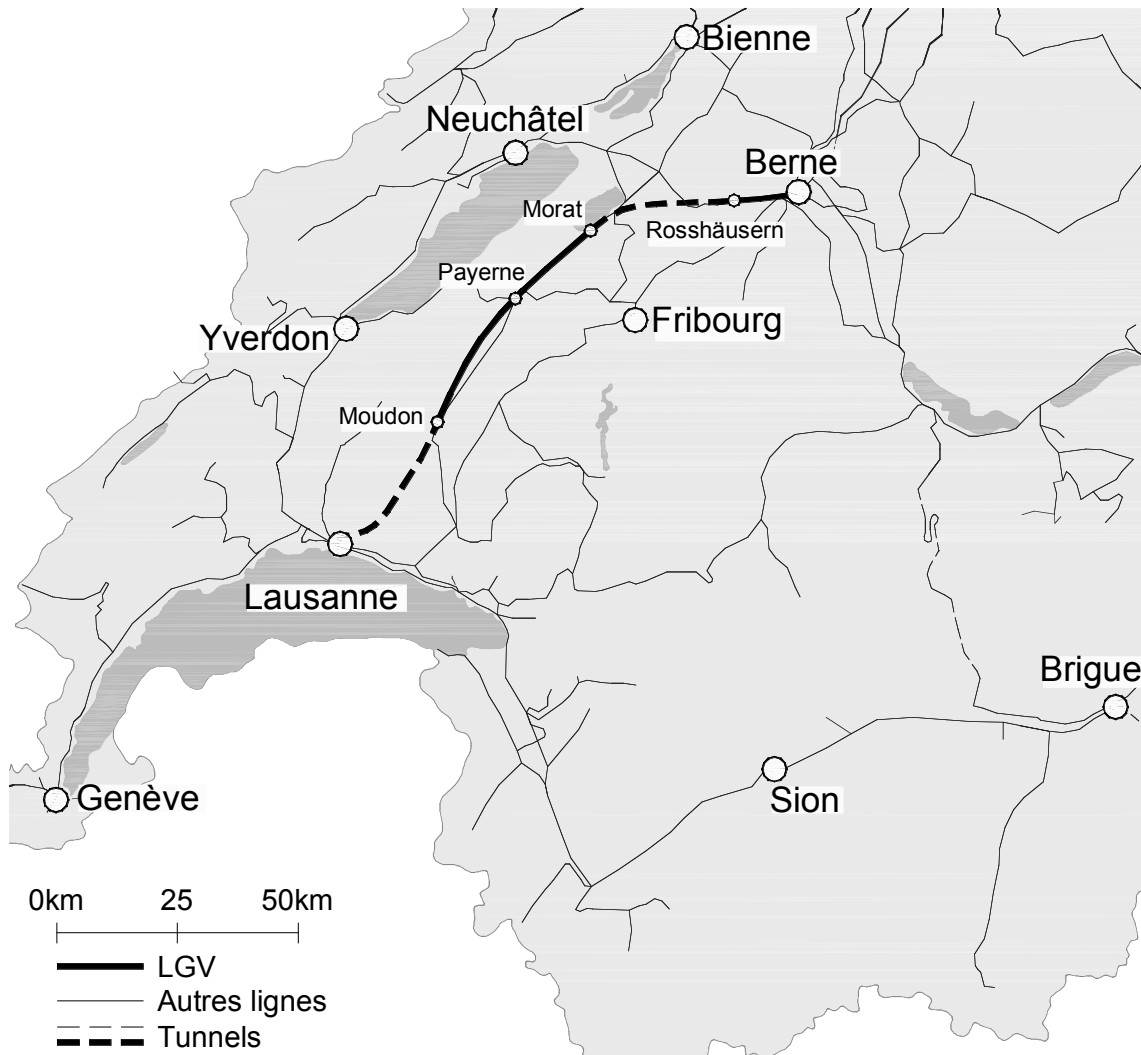 Bienne
Neuchâtel
Berne
Morat
Rosshäusern
Payerne
Fribourg
Yverdon
Moudon
Lausanne
Brigue
Genève
Sion
0km 25 50km
LGV
Autres lignes
Tunnels